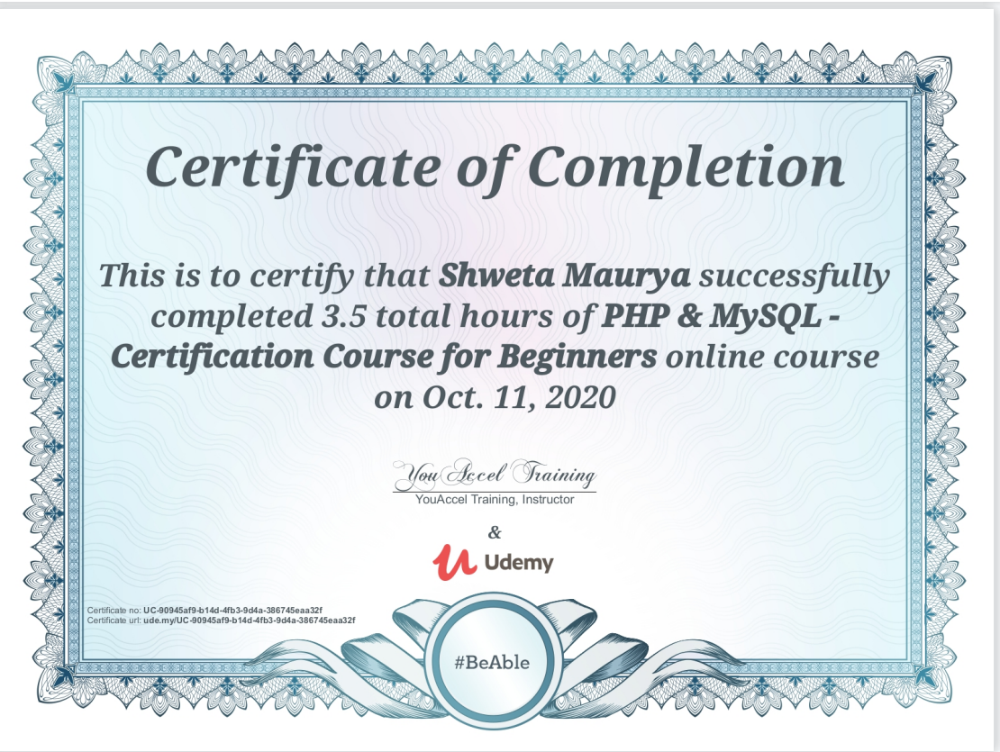 Certificate of Completion
This is to certify that Shweta Maurya successfully
completed 3.5 total hours of PHP & MySQL -
Certification Course for Beginners online course
on Oct. 11, 2020
YouAccel Training
YouAccel Training, Instructor
&
Udemy
Certificate no: UC-90945af9-b14d-4fb3-9d4a-386745eaa32f
Certificate url: ude.my/UC-90945af9-b14d-4fb3-9d4a-386745eaa32f
#BeAble